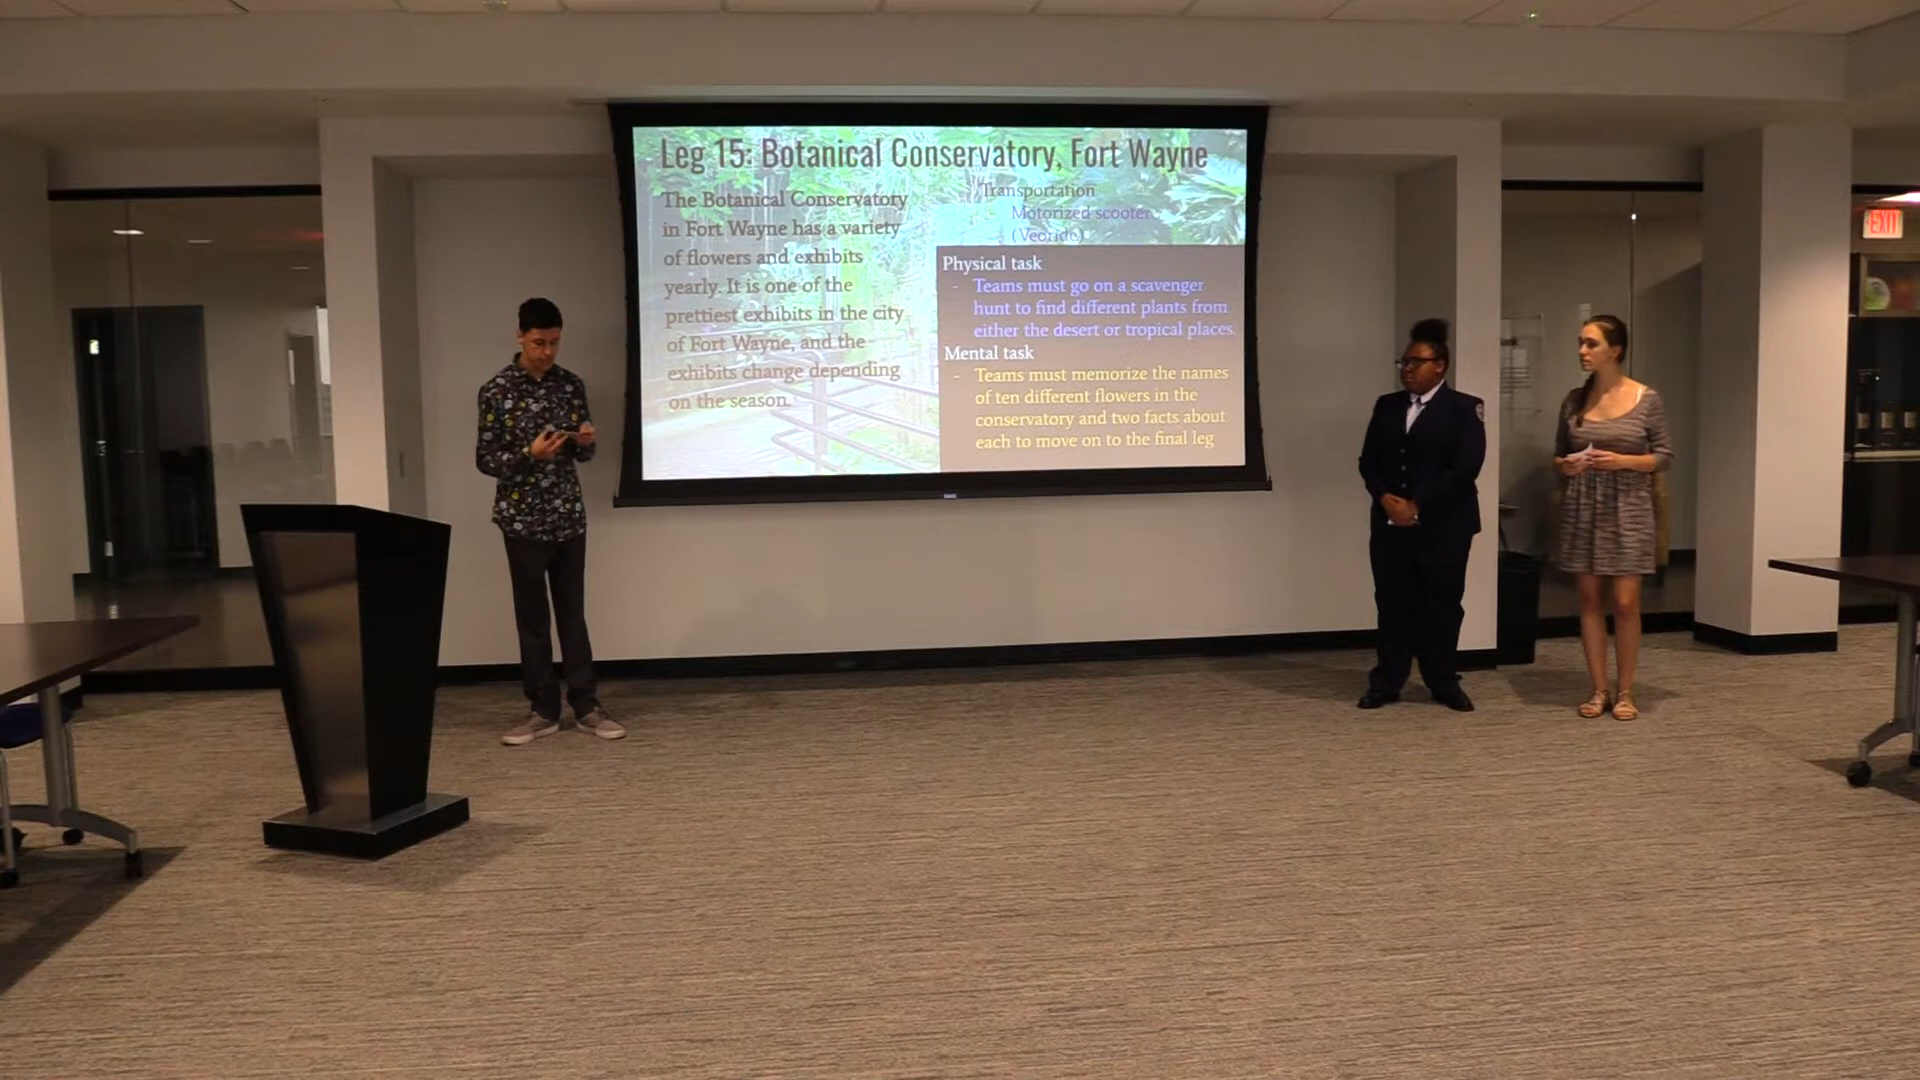 Leg 15: Botanical Conservatory, Fort Wayne
The Botanical Conservatory
in Fort Wayne has a variety
of flowers and exhibits
yearly. It is one of the
prettiest exhibits in the city
of Fort Wayne, and the
exhibits change depending
on the season.
Transportation
- Motorized scooter
(Veoride)
Physical task
- Teams must go on a scavenger
hunt to find different plants from
either the desert or tropical places.
Mental task
- Teams must memorize the names
of ten different flowers in the
conservatory and two facts about
each to move on to the final leg
EXIT